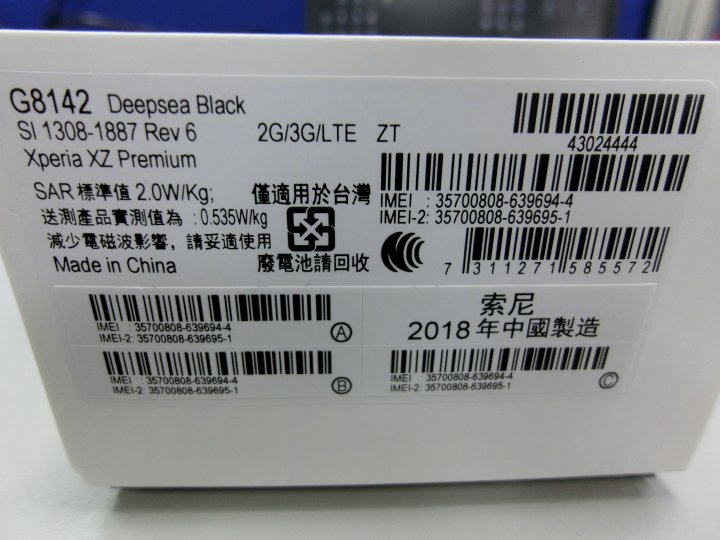 G8142 Deepsea Black
SI 1308-1887 Rev 6 2G/3G/LTE ZT
43024444
Xperia XZ Premium
SAR 標準值 2.0W/Kg; 僅適用於台灣
IMEI : 35700808-639694-4
IMEI-2: 35700808-639695-1
送測產品實測值為 : 0.535W/kg
減少電磁波影響，請妥適使用
Made in China 廢電池請回收
7 311271 585572
IMEI : 35700808-639694-4
IMEI-2: 35700808-639695-1 A
索尼
2018年中國製造
IMEI : 35700808-639694-4
IMEI-2: 35700808-639695-1 B
IMEI : 35700808-639694-4
IMEI-2: 35700808-639695-1 C